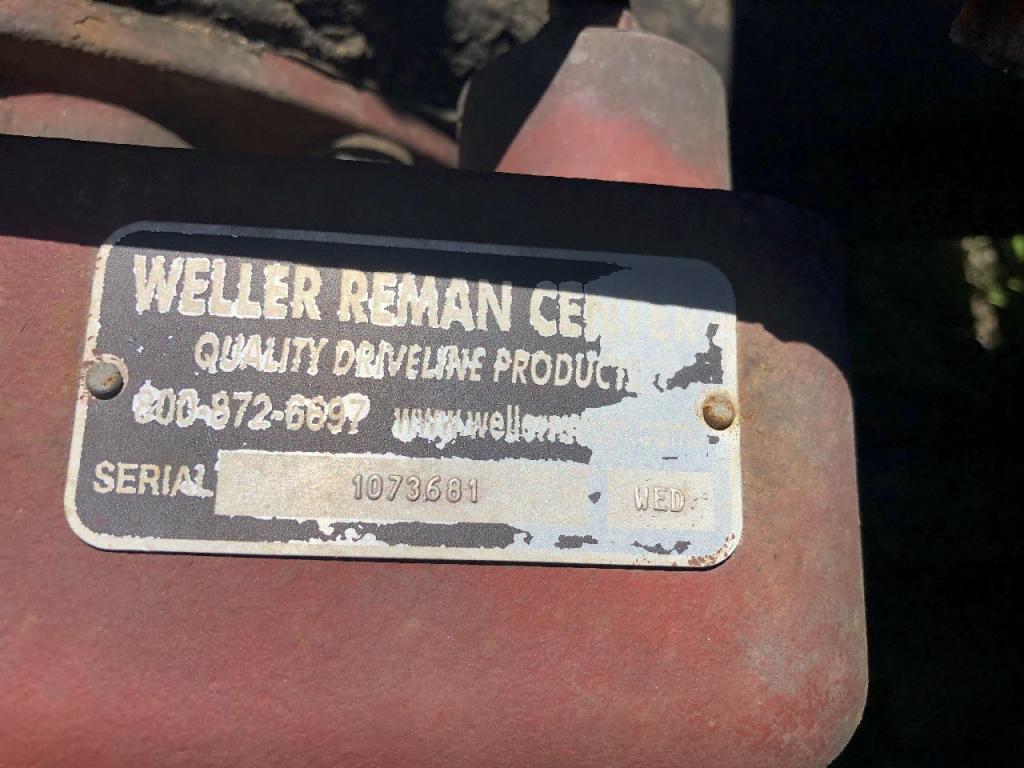 WELLER REMAN CENTER
QUALITY DRIVELINE PRODUCTS
800-872-6697
SERIAL 1073681 WED